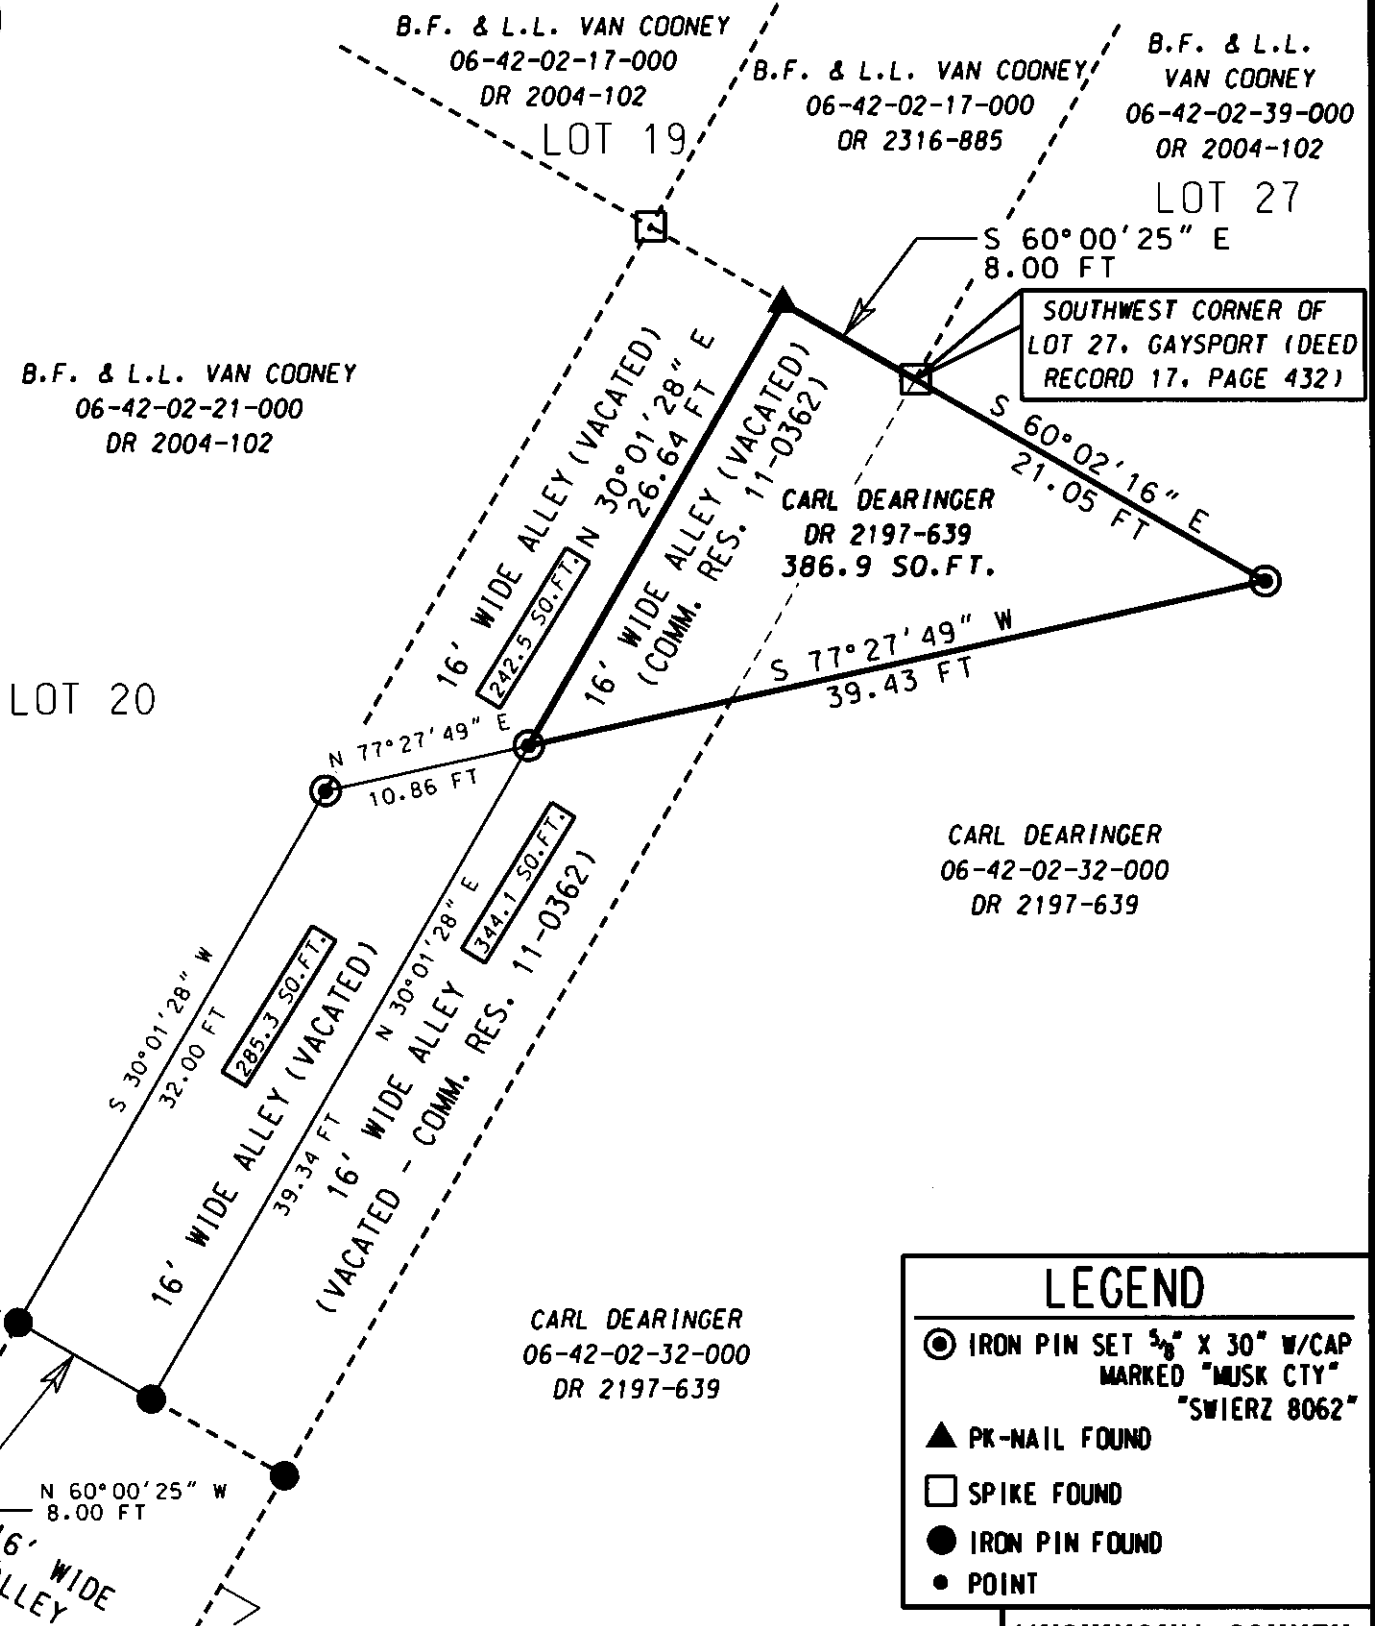 B.F. & L.L. VAN COONEY
06-42-02-17-000
DR 2004-102
LOT 19
B.F. & L.L. VAN COONEY
06-42-02-17-000
OR 2316-885
B.F. & L.L.
VAN COONEY
06-42-02-39-000
OR 2004-102
LOT 27
S 60°00'25" E
8.00 FT
SOUTHWEST CORNER OF
LOT 27, GAYSPORT (DEED
RECORD 17, PAGE 432)
B.F. & L.L. VAN COONEY
06-42-02-21-000
DR 2004-102
16' WIDE ALLEY (VACATED)
242.5 SQ.FT.
N 30°01'28" E
26.64 FT
16' WIDE ALLEY (VACATED)
(COMM. RES. 11-0362)
S 60°02'16" E
21.05 FT
CARL DEARINGER
DR 2197-639
386.9 SQ.FT.
S 77°27'49" W
39.43 FT
LOT 20
N 77°27'49" E
10.86 FT
CARL DEARINGER
06-42-02-32-000
DR 2197-639
S 30°01'28" W
32.00 FT
285.3 SQ.FT.
16' WIDE ALLEY (VACATED)
N 30°01'28" E
39.34 FT
344.1 SQ.FT.
16' WIDE ALLEY
(VACATED - COMM. RES. 11-0362)
CARL DEARINGER
06-42-02-32-000
DR 2197-639
N 60°00'25" W
8.00 FT
6' WIDE
LLEY
LEGEND
IRON PIN SET 5/8" X 30" W/CAP
MARKED "MUSK CTY"
"SWIERZ 8062"
PK-NAIL FOUND
SPIKE FOUND
IRON PIN FOUND
POINT